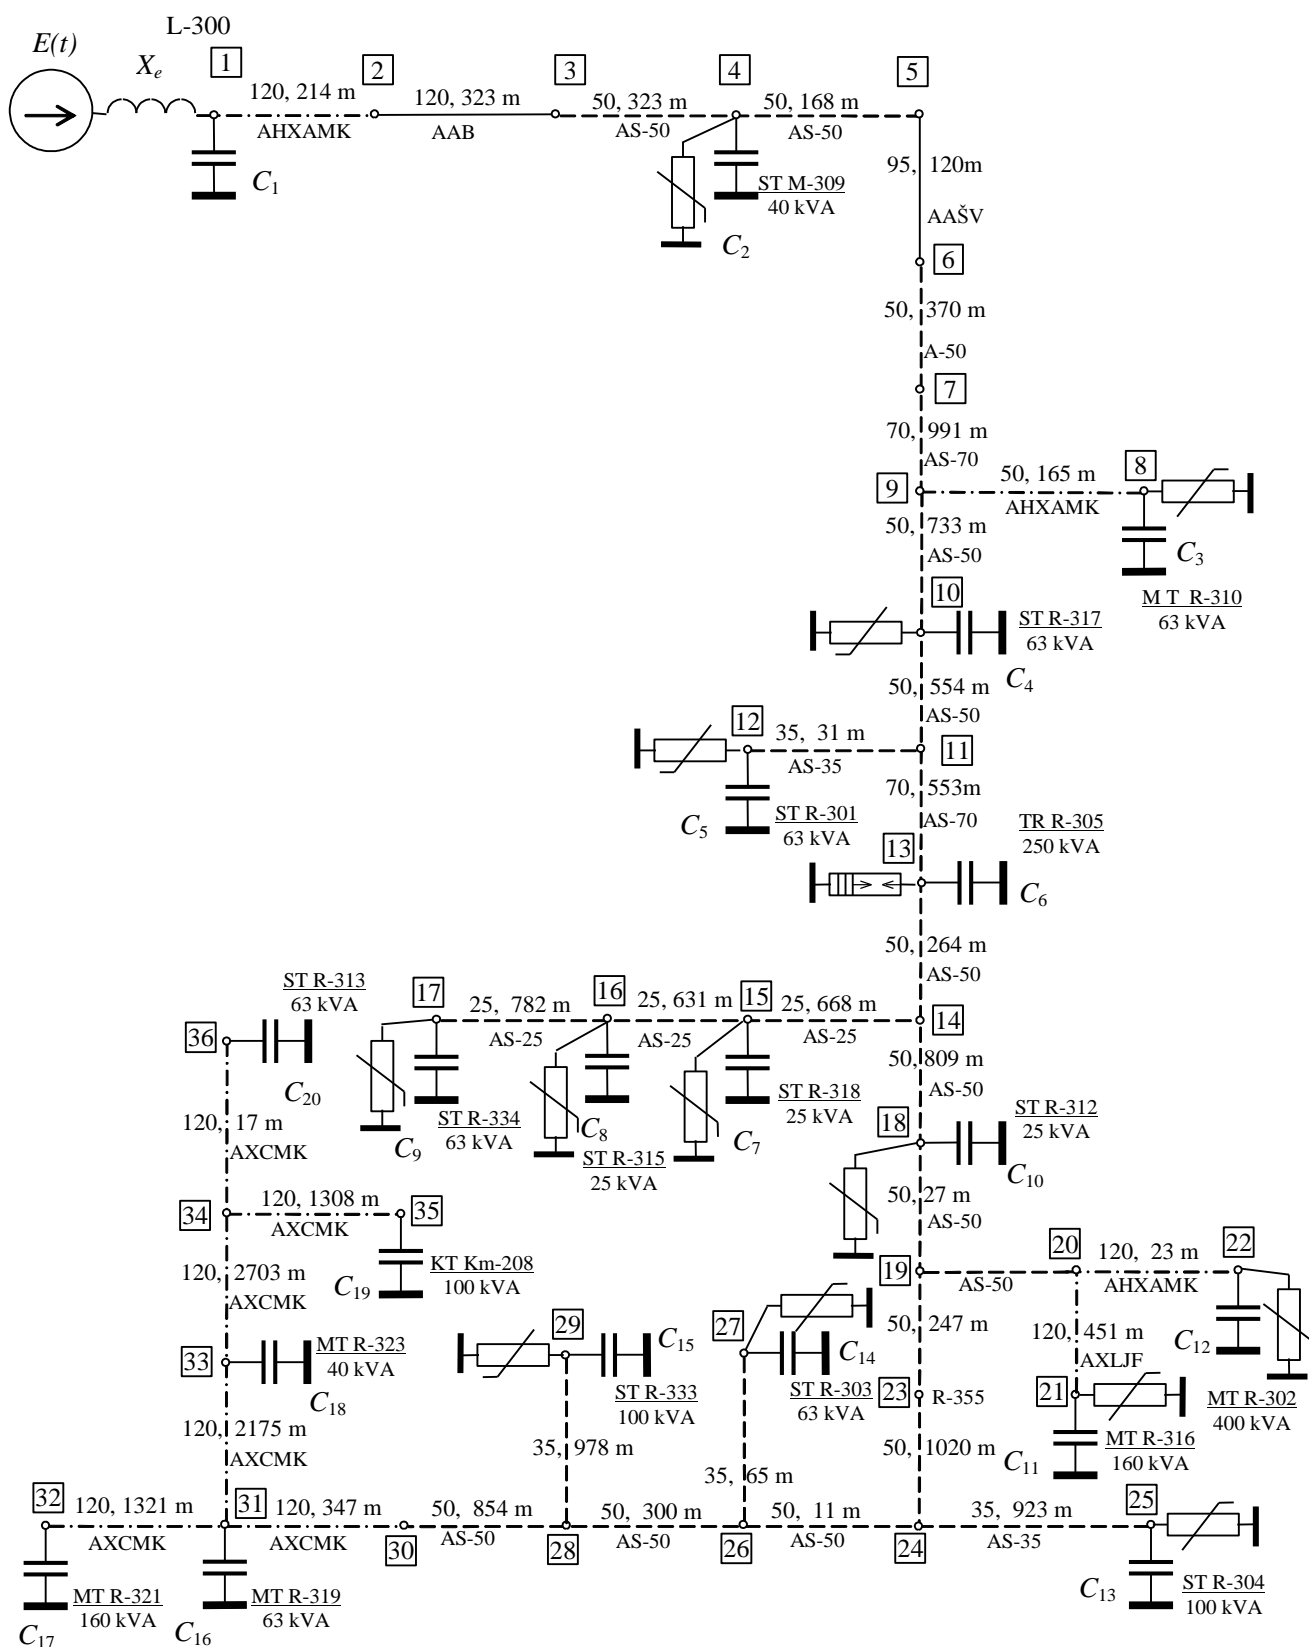 L-300
E(t)
Xe
1
2
3
4
5
120, 214 m
120, 323 m
50, 323 m
50, 168 m
AHXAMK
AAB
AS-50
AS-50
C1
ST M-309
40 kVA
C2
95, 120m
AAŠV
6
50, 370 m
A-50
7
70, 991 m
AS-70
9
50, 165 m
8
AHXAMK
50, 733 m
AS-50
C3
M T R-310
63 kVA
10
ST R-317
63 kVA
C4
50, 554 m
AS-50
12
35, 31 m
AS-35
11
C5
ST R-301
63 kVA
70, 553m
AS-70
TR R-305
250 kVA
13
C6
50, 264 m
AS-50
ST R-313
63 kVA
17
25, 782 m
16
25, 631 m
15
25, 668 m
AS-25
AS-25
AS-25
14
36
C20
50, 809 m
AS-50
ST R-334
63 kVA
C9
C8
ST R-315
25 kVA
ST R-318
25 kVA
C7
ST R-312
25 kVA
18
C10
120, 17 m
AXCMK
50, 27 m
AS-50
34
120, 1308 m
AXCMK
35
KT Km-208
100 kVA
C19
120, 2703 m
AXCMK
19
AS-50
20
120, 23 m
AHXAMK
22
50, 247 m
120, 451 m
AXLJF
C12
MT R-302
400 kVA
29
C15
27
C14
ST R-333
100 kVA
ST R-303
63 kVA
23
R-355
21
MT R-316
160 kVA
C11
33
MT R-323
40 kVA
C18
120, 2175 m
AXCMK
35, 978 m
35, 65 m
50, 1020 m
32
120, 1321 m
31
120, 347 m
50, 854 m
50, 300 m
50, 11 m
35, 923 m
25
AXCMK
AXCMK
30
AS-50
28
AS-50
26
AS-50
24
AS-35
C17
MT R-321
160 kVA
C16
MT R-319
63 kVA
C13
ST R-304
100 kVA